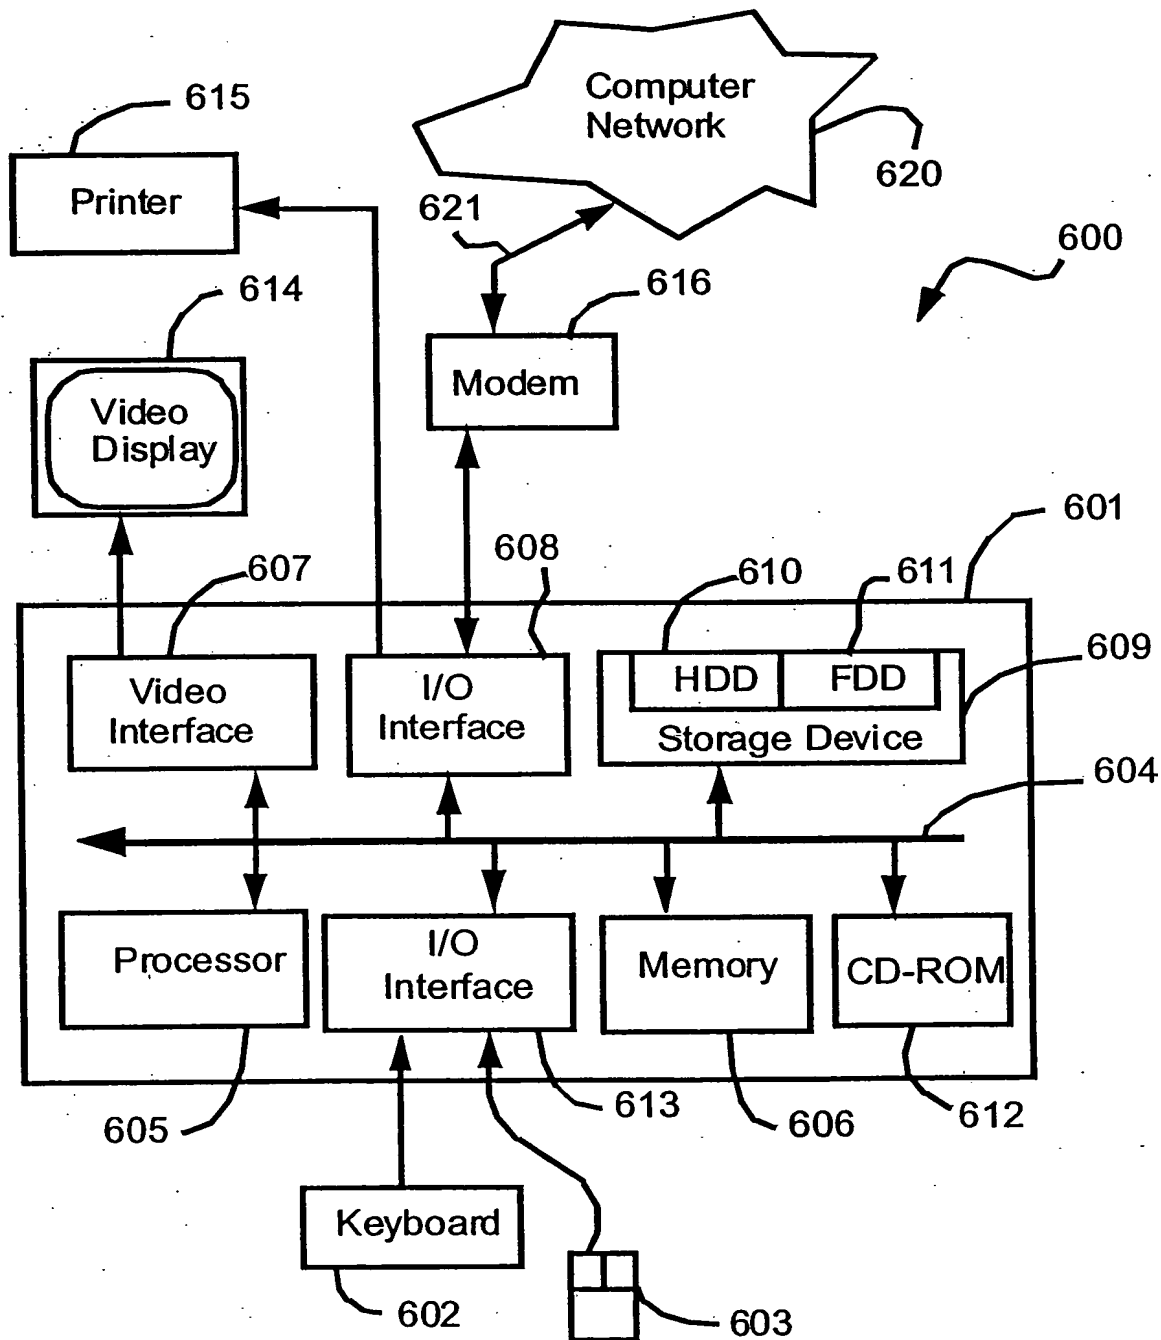 615
Computer
Network
Printer
620
621
600
614
616
Video
Display
Modem
601
608
607
610
611
609
HDD
FDD
Video
Interface
I/O
Interface
Storage Device
604
Processor
I/O
Interface
Memory
CD-ROM
605
613
606
612
Keyboard
602
603